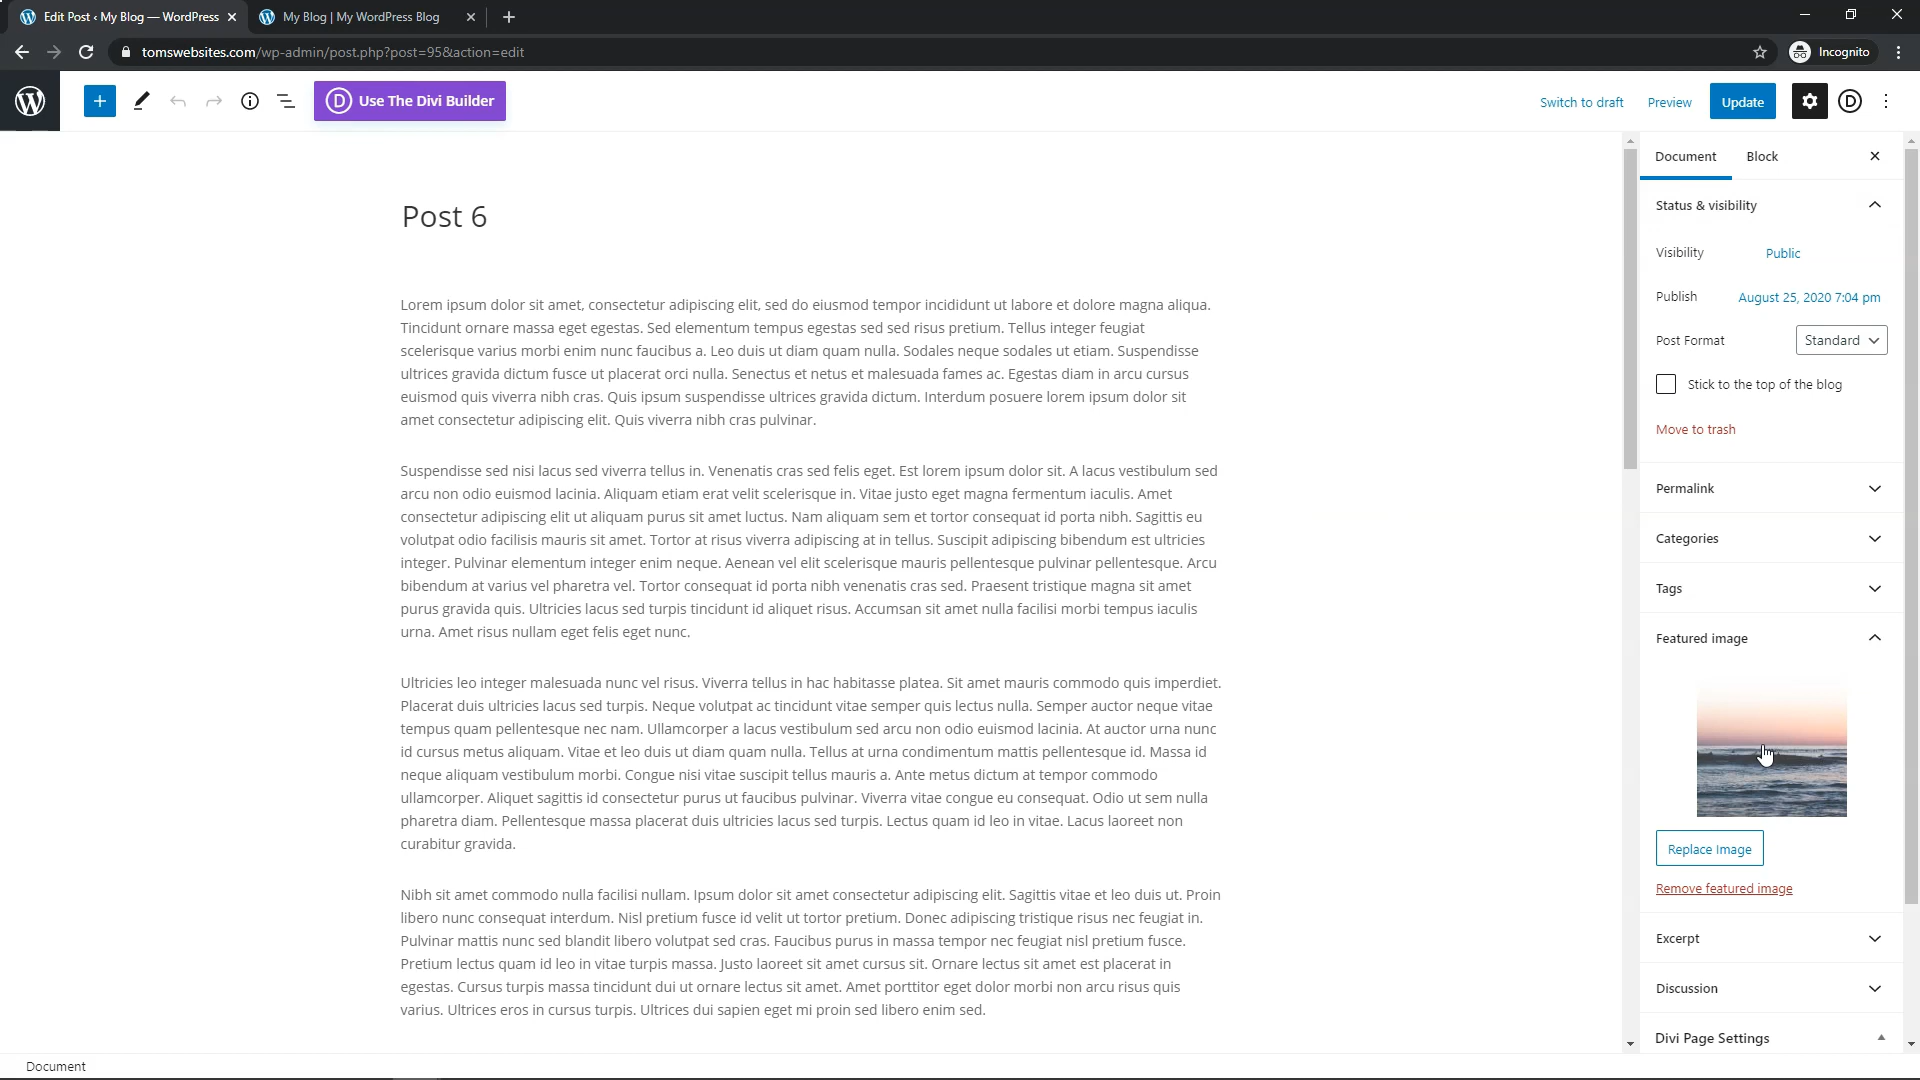 Edit Post ‹ My Blog — WordPress
My Blog | My WordPress Blog
tomswebsites.com/wp-admin/post.php?post=95&action=edit
Incognito
D Use The Divi Builder
Switch to draft
Preview
Update
D
Document
Block
Post 6
Lorem ipsum dolor sit amet, consectetur adipiscing elit, sed do eiusmod tempor incididunt ut labore et dolore magna aliqua.
Tincidunt ornare massa eget egestas. Sed elementum tempus egestas sed sed risus pretium. Tellus integer feugiat
scelerisque varius morbi enim nunc faucibus a. Leo duis ut diam quam nulla. Sodales neque sodales ut etiam. Suspendisse
ultrices gravida dictum fusce ut placerat orci nulla. Senectus et netus et malesuada fames ac. Egestas diam in arcu cursus
euismod quis viverra nibh cras. Quis ipsum suspendisse ultrices gravida dictum. Interdum posuere lorem ipsum dolor sit
amet consectetur adipiscing elit. Quis viverra nibh cras pulvinar.
Suspendisse sed nisi lacus sed viverra tellus in. Venenatis cras sed felis eget. Est lorem ipsum dolor sit. A lacus vestibulum sed
arcu non odio euismod lacinia. Aliquam etiam erat velit scelerisque in. Vitae justo eget magna fermentum iaculis. Amet
consectetur adipiscing elit ut aliquam purus sit amet luctus. Nam aliquam sem et tortor consequat id porta nibh. Sagittis eu
volutpat odio facilisis mauris sit amet. Tortor at risus viverra adipiscing at in tellus. Suscipit adipiscing bibendum est ultricies
integer. Pulvinar elementum integer enim neque. Aenean vel elit scelerisque mauris pellentesque pulvinar pellentesque. Arcu
bibendum at varius vel pharetra vel. Tortor consequat id porta nibh venenatis cras sed. Praesent tristique magna sit amet
purus gravida quis. Ultricies lacus sed turpis tincidunt id aliquet risus. Accumsan sit amet nulla facilisi morbi tempus iaculis
urna. Amet risus nullam eget felis eget nunc.
Ultricies leo integer malesuada nunc vel risus. Viverra tellus in hac habitasse platea. Sit amet mauris commodo quis imperdiet.
Placerat duis ultricies lacus sed turpis. Neque volutpat ac tincidunt vitae semper quis lectus nulla. Semper auctor neque vitae
tempus quam pellentesque nec nam. Ullamcorper a lacus vestibulum sed arcu non odio euismod lacinia. At auctor urna nunc
id cursus metus aliquam. Vitae et leo duis ut diam quam nulla. Tellus at urna condimentum mattis pellentesque id. Massa id
neque aliquam vestibulum morbi. Congue nisi vitae suscipit tellus mauris a. Ante metus dictum at tempor commodo
ullamcorper. Aliquet sagittis id consectetur purus ut faucibus pulvinar. Viverra vitae congue eu consequat. Odio ut sem nulla
pharetra diam. Pellentesque massa placerat duis ultricies lacus sed turpis. Lectus quam id leo in vitae. Lacus laoreet non
curabitur gravida.
Nibh sit amet commodo nulla facilisi nullam. Ipsum dolor sit amet consectetur adipiscing elit. Sagittis vitae et leo duis ut. Proin
libero nunc consequat interdum. Nisl pretium fusce id velit ut tortor pretium. Donec adipiscing tristique risus nec feugiat in.
Pulvinar mattis nunc sed blandit libero volutpat sed cras. Faucibus purus in massa tempor nec feugiat nisl pretium fusce.
Pretium lectus quam id leo in vitae turpis massa. Justo laoreet sit amet cursus sit. Ornare lectus sit amet est placerat in
egestas. Cursus turpis massa tincidunt dui ut ornare lectus sit amet. Amet porttitor eget dolor morbi non arcu risus quis
varius. Ultrices eros in cursus turpis. Ultrices dui sapien eget mi proin sed libero enim sed.
Status & visibility
Visibility Public
Publish August 25, 2020 7:04 pm
Post Format Standard
Stick to the top of the blog
Move to trash
Permalink
Categories
Tags
Featured image
Replace Image
Remove featured image
Excerpt
Discussion
Divi Page Settings
Document